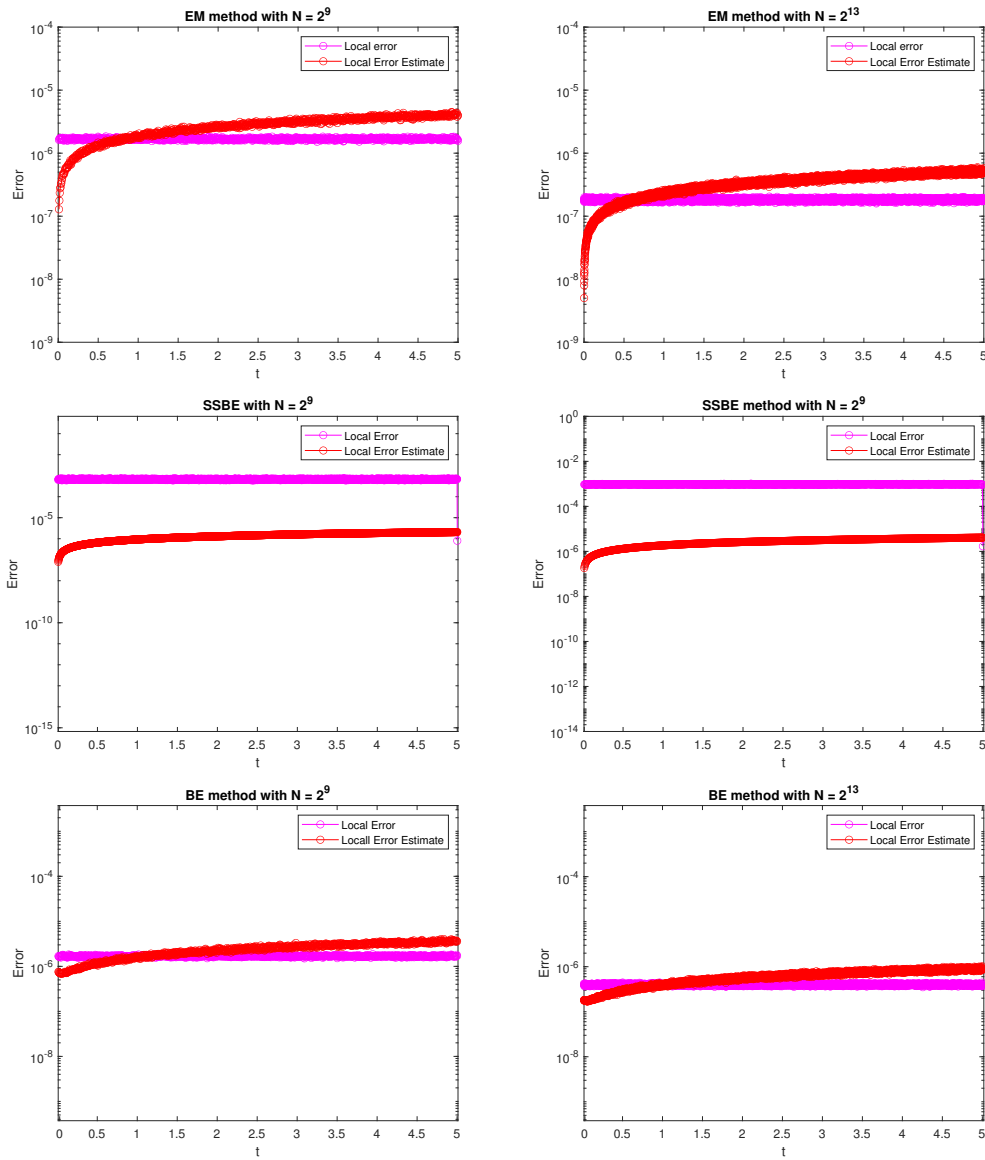 EM method with N = 2^9
10^-4
10^-5
10^-6
10^-7
10^-8
10^-9
Error
Local error
Local Error Estimate
0 0.5 1 1.5 2 2.5 3 3.5 4 4.5 5
t
EM method with N = 2^13
10^-4
10^-5
10^-6
10^-7
10^-8
10^-9
Error
Local error
Local Error Estimate
0 0.5 1 1.5 2 2.5 3 3.5 4 4.5 5
t
SSBE with N = 2^9
10^-5
10^-10
10^-15
Error
Local Error
Local Error Estimate
0 0.5 1 1.5 2 2.5 3 3.5 4 4.5 5
t
SSBE method with N = 2^9
10^0
10^-2
10^-4
10^-6
10^-8
10^-10
10^-12
10^-14
Error
Local Error
Local Error Estimate
0 0.5 1 1.5 2 2.5 3 3.5 4 4.5 5
t
BE method with N = 2^9
10^-4
10^-6
10^-8
Error
Local Error
Locall Error Estimate
0 0.5 1 1.5 2 2.5 3 3.5 4 4.5 5
t
BE method with N = 2^13
10^-4
10^-6
10^-8
Error
Local Error
Local Error Estimate
0 0.5 1 1.5 2 2.5 3 3.5 4 4.5 5
t